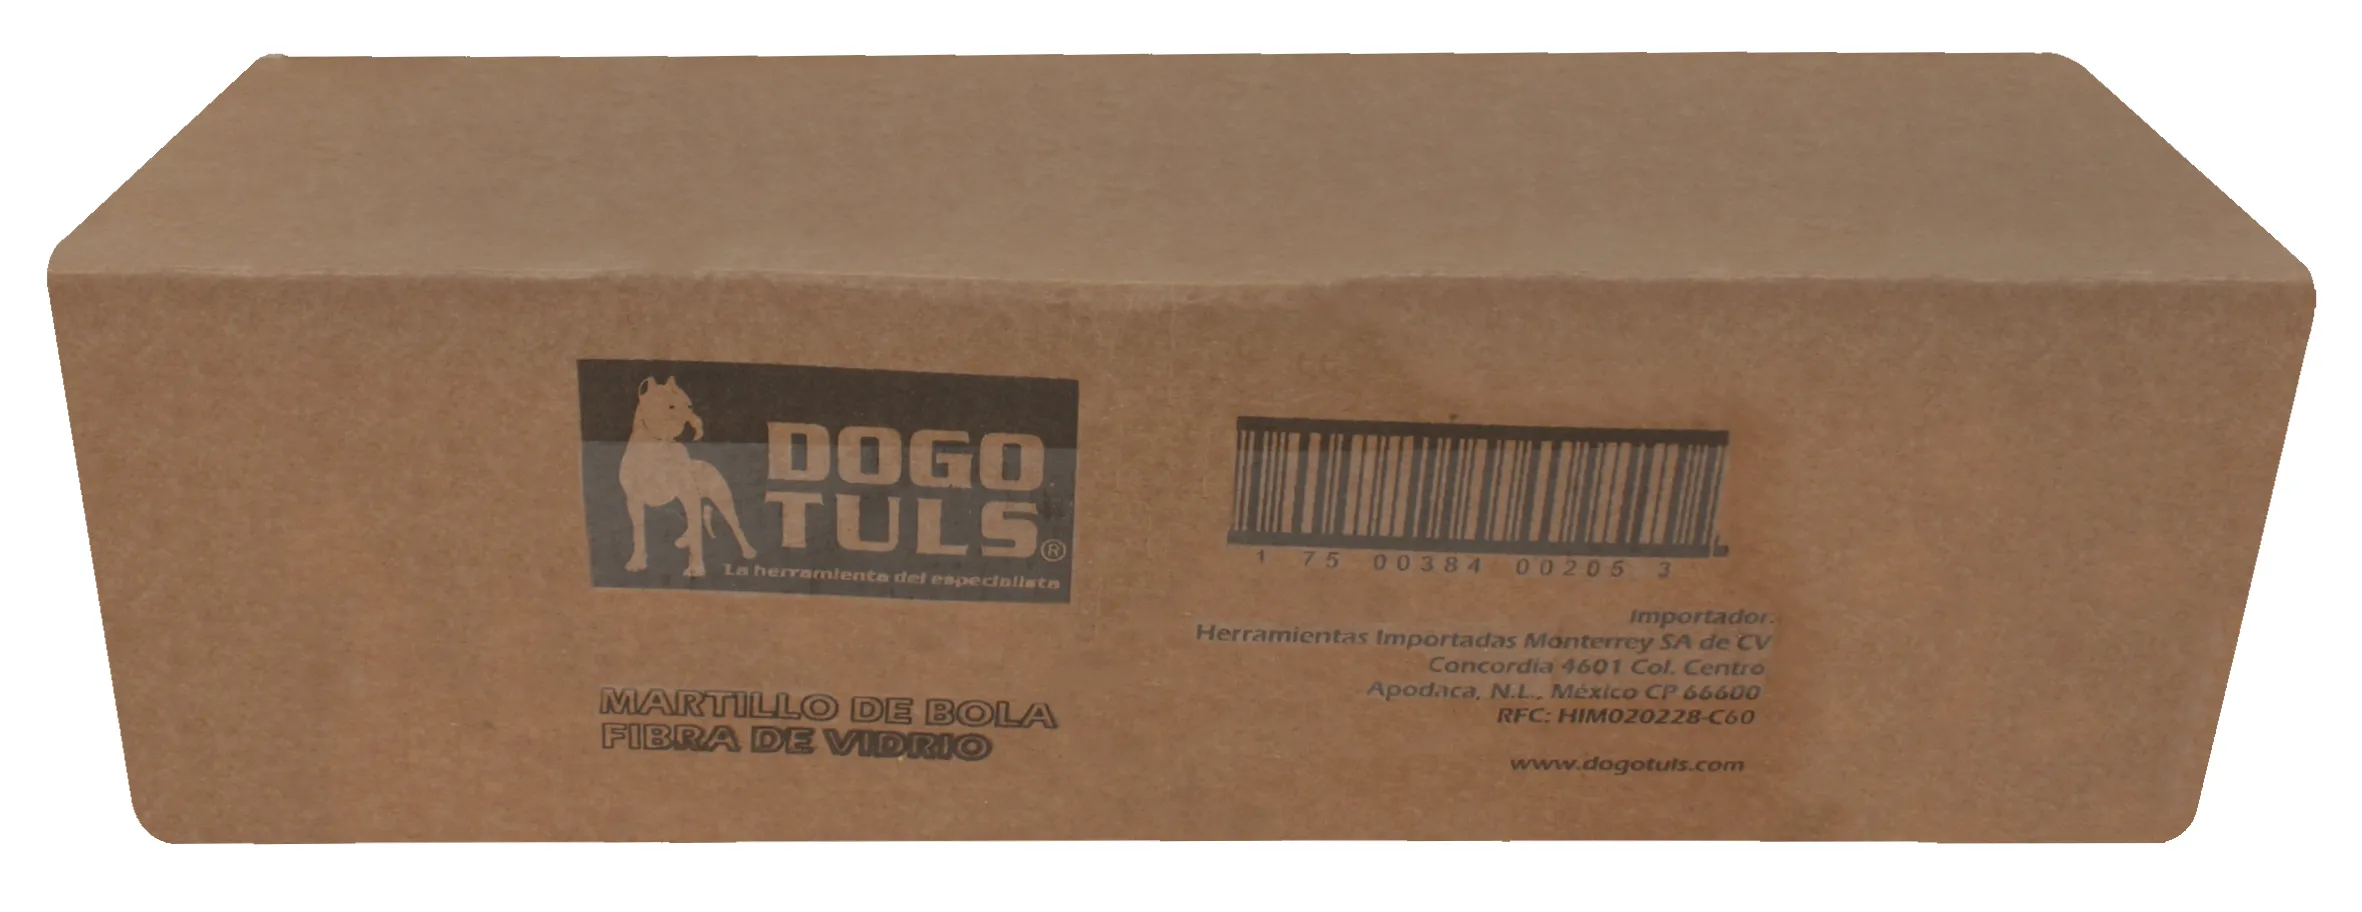 DOGO
TULS®
La herramienta del especialista
MARTILLO DE BOLA
FIBRA DE VIDRIO
1 75 00384 00205 3
Importador.
Herramientas Importadas Monterrey SA de CV
Concordia 4601 Col. Centro
Apodaca, N.L., México CP 66600
RFC: HIM020228-C60
www.dogotuls.com